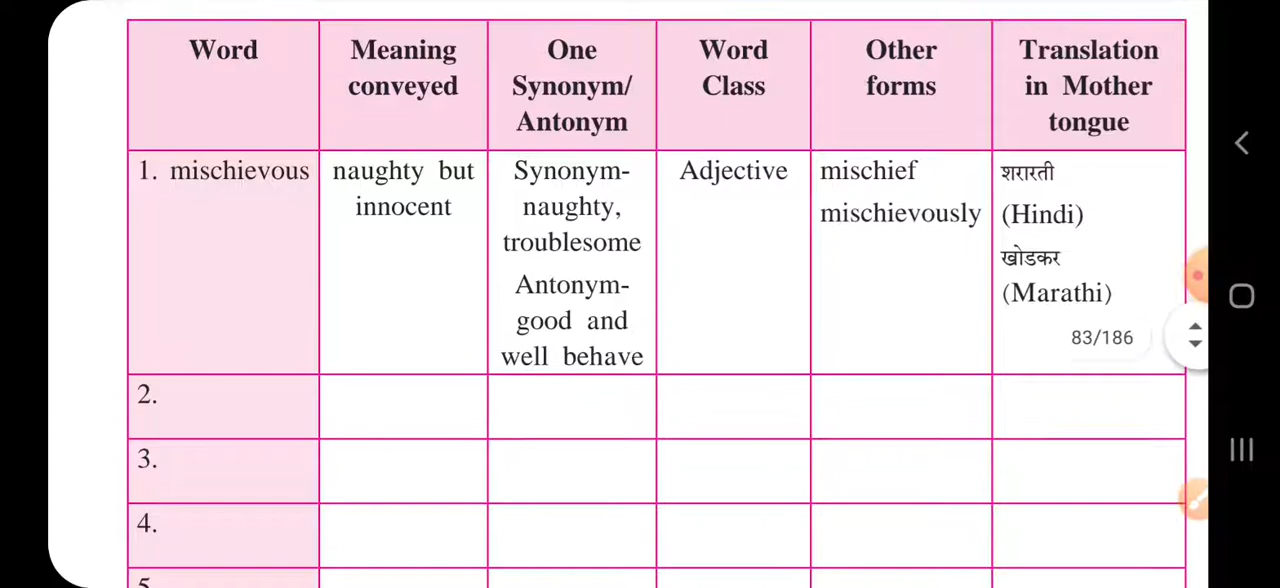 Word
Meaning
conveyed
One
Synonym/
Antonym
Word
Class
Other
forms
Translation
in Mother
tongue
1. mischievous
naughty but
innocent
Synonym-
naughty,
troublesome
Antonym-
good and
well behave
Adjective
mischief
mischievously
शरारती
(Hindi)
खोडकर
(Marathi)
83/186
2.
3.
4.
5